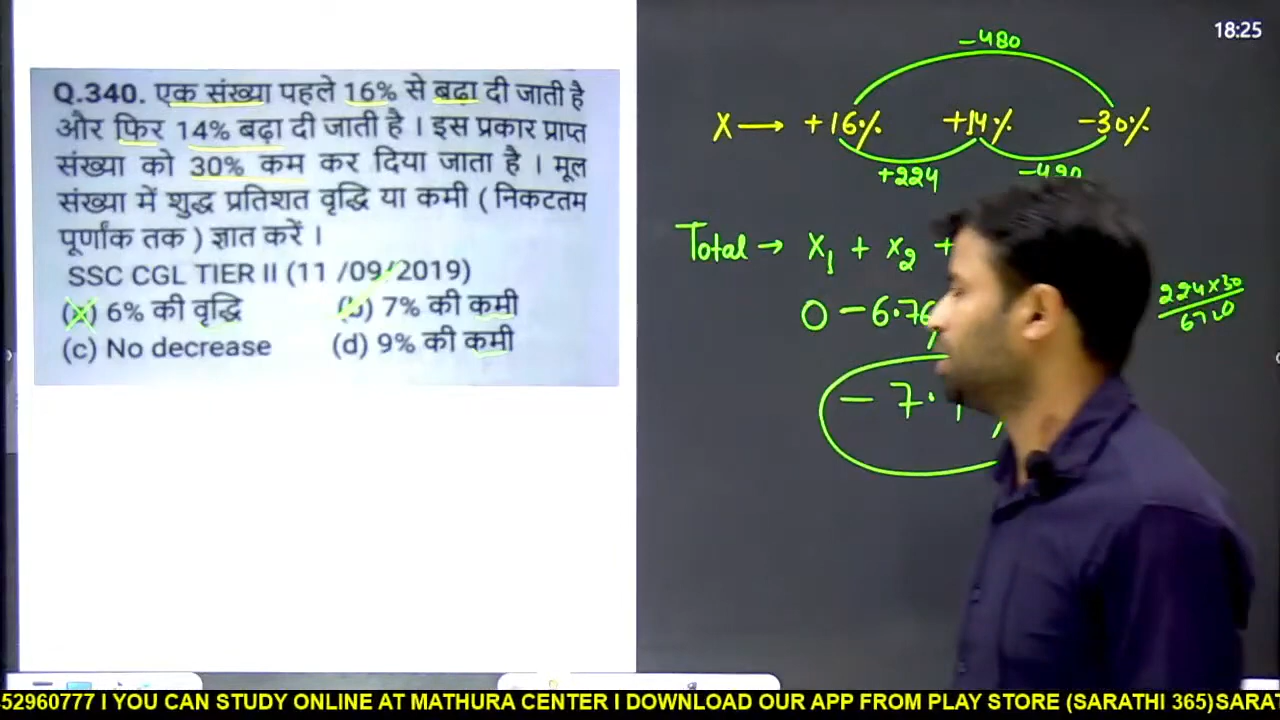 18:25
Q.340. एक संख्या पहले 16% से बढ़ा दी जाती है
और फिर 14% बढ़ा दी जाती है । इस प्रकार प्राप्त
संख्या को 30% कम कर दिया जाता है । मूल
संख्या में शुद्ध प्रतिशत वृद्धि या कमी ( निकटतम
पूर्णांक तक ) ज्ञात करें ।
SSC CGL TIER II (11 /09/2019)
6% की वृद्धि (b) 7% की कमी
(c) No decrease (d) 9% की कमी
-480
X → +16% +14% -30%
+224
Total → X1 + X2 +
0 - 6.76
224×30
6720
- 7.
52960777 I YOU CAN STUDY ONLINE AT MATHURA CENTER I DOWNLOAD OUR APP FROM PLAY STORE (SARATHI 365) SARAT